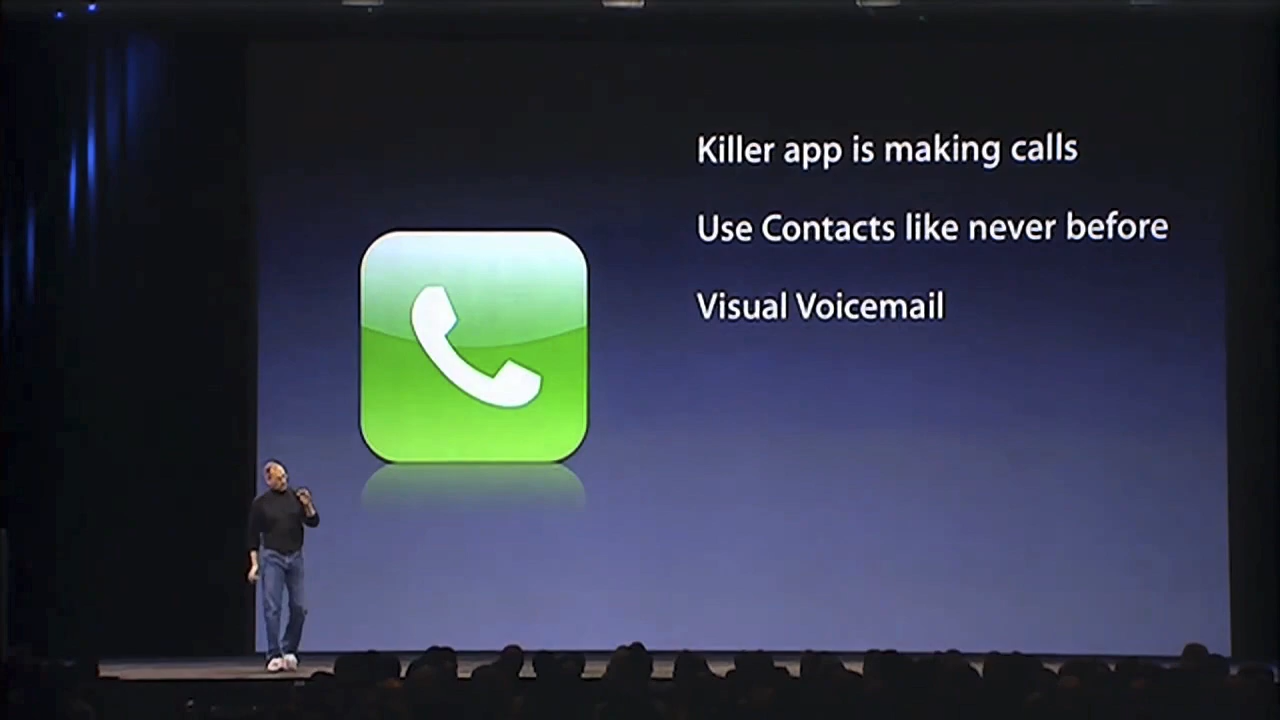 Killer app is making calls
Use Contacts like never before
Visual Voicemail